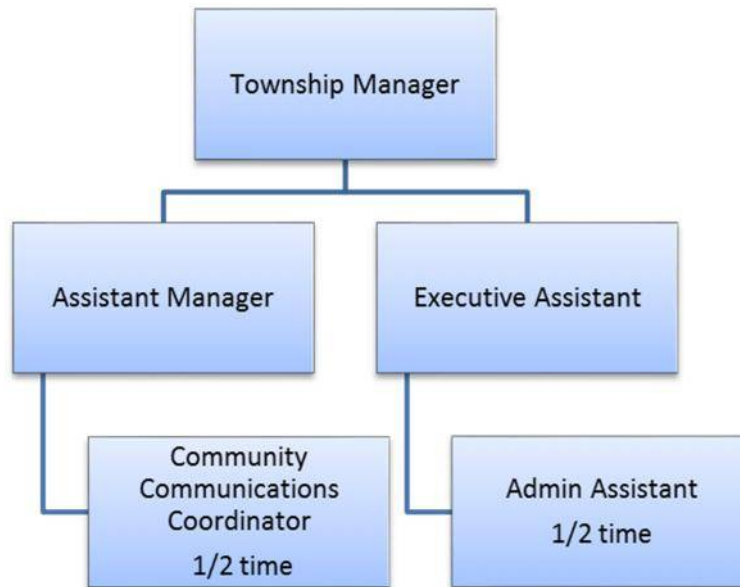 Township Manager
Assistant Manager
Executive Assistant
Community
Communications
Coordinator
1/2 time
Admin Assistant
1/2 time